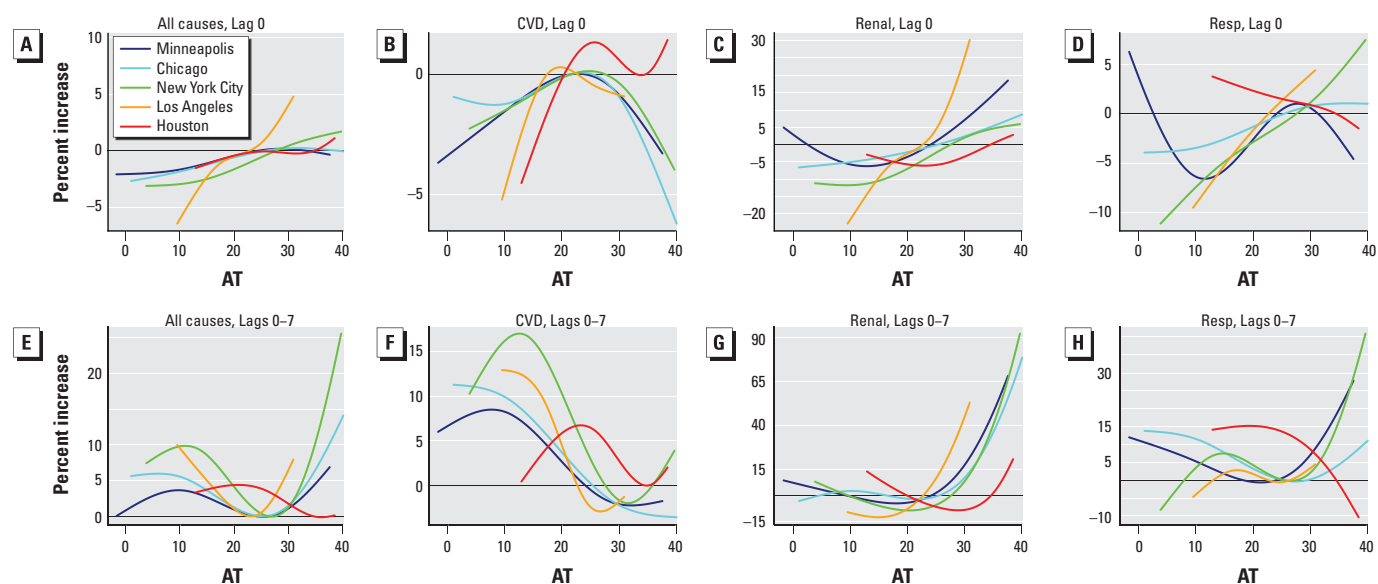 A
All causes, Lag 0
Percent increase
10
5
0
–5
Minneapolis
Chicago
New York City
Los Angeles
Houston
0 10 20 30 40
AT
B
CVD, Lag 0
0
–5
0 10 20 30 40
AT
C
Renal, Lag 0
30
15
5
–5
–20
0 10 20 30 40
AT
D
Resp, Lag 0
5
0
–5
–10
0 10 20 30 40
AT
E
All causes, Lags 0–7
Percent increase
20
10
5
0
0 10 20 30 40
AT
F
CVD, Lags 0–7
15
10
5
0
0 10 20 30 40
AT
G
Renal, Lags 0–7
90
65
40
15
–15
0 10 20 30 40
AT
H
Resp, Lags 0–7
30
15
5
–10
0 10 20 30 40
AT